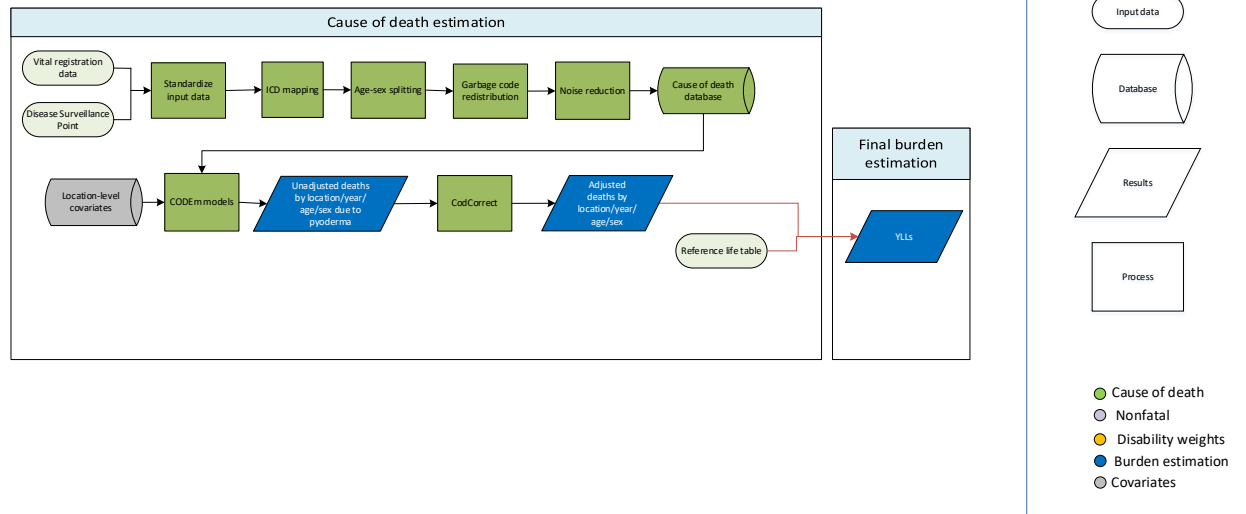 Cause of death estimation
Vital registration
data
Disease Surveillance
Point
Standardize
input data
ICD mapping
Age-sex splitting
Garbage code
redistribution
Noise reduction
Cause of death
database
Location-level
covariates
CODEm models
Unadjusted deaths
by location/year/
age/sex due to
pyoderma
CodCorrect
Adjusted
deaths by
location/year/
age/sex
Reference life table
Final burden
estimation
YLLs
Input data
Database
Results
Process
Cause of death
Nonfatal
Disability weights
Burden estimation
Covariates